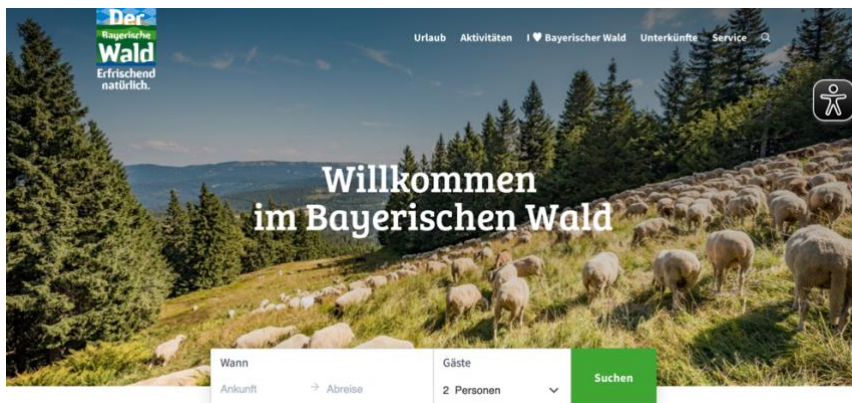 Der
Bayerische
Wald
Erfrischend
natürlich.
Urlaub Aktivitäten I ♥ Bayerischer Wald Unterkünfte Service
Willkommen
im Bayerischen Wald
Wann
Ankunft → Abreise
Gäste
2 Personen
Suchen